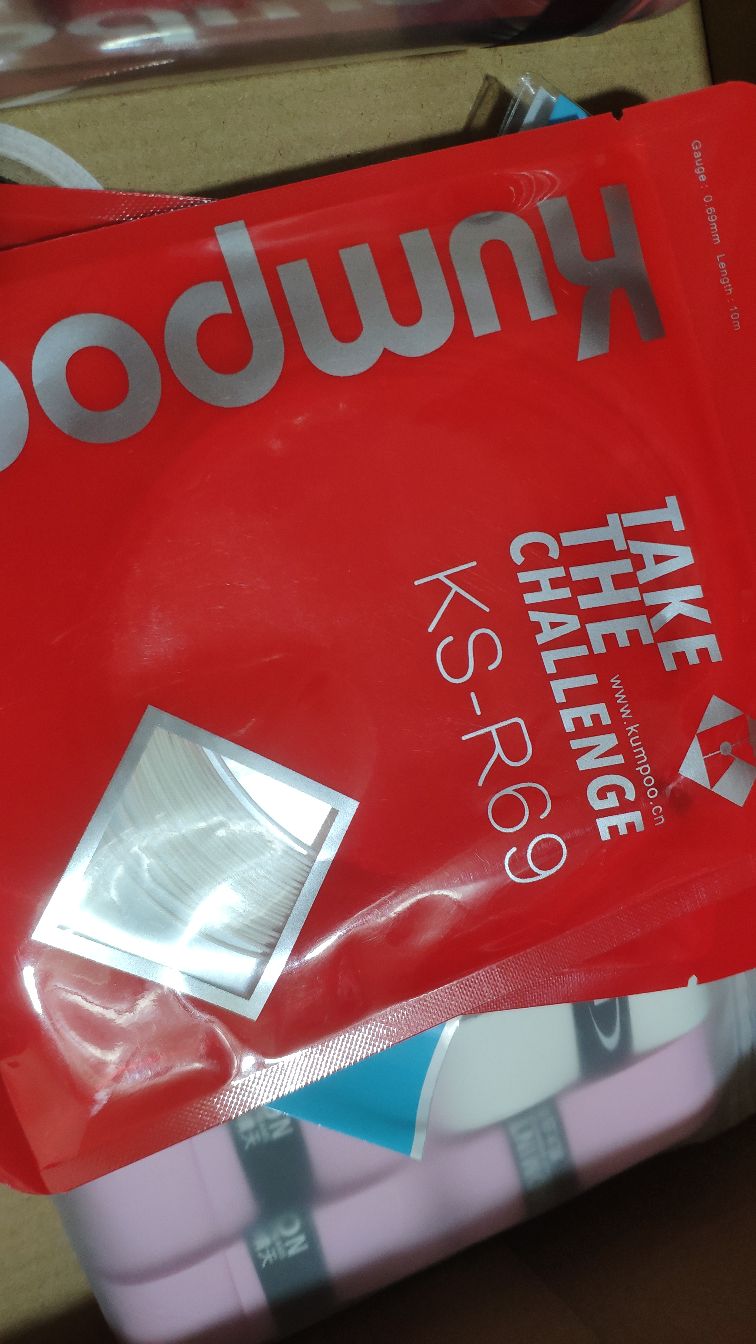 kumpoo
Gauge: 0.69mm Length: 10m
TAKE
THE
CHALLENGE
www.kumpoo.cn
KS-R69